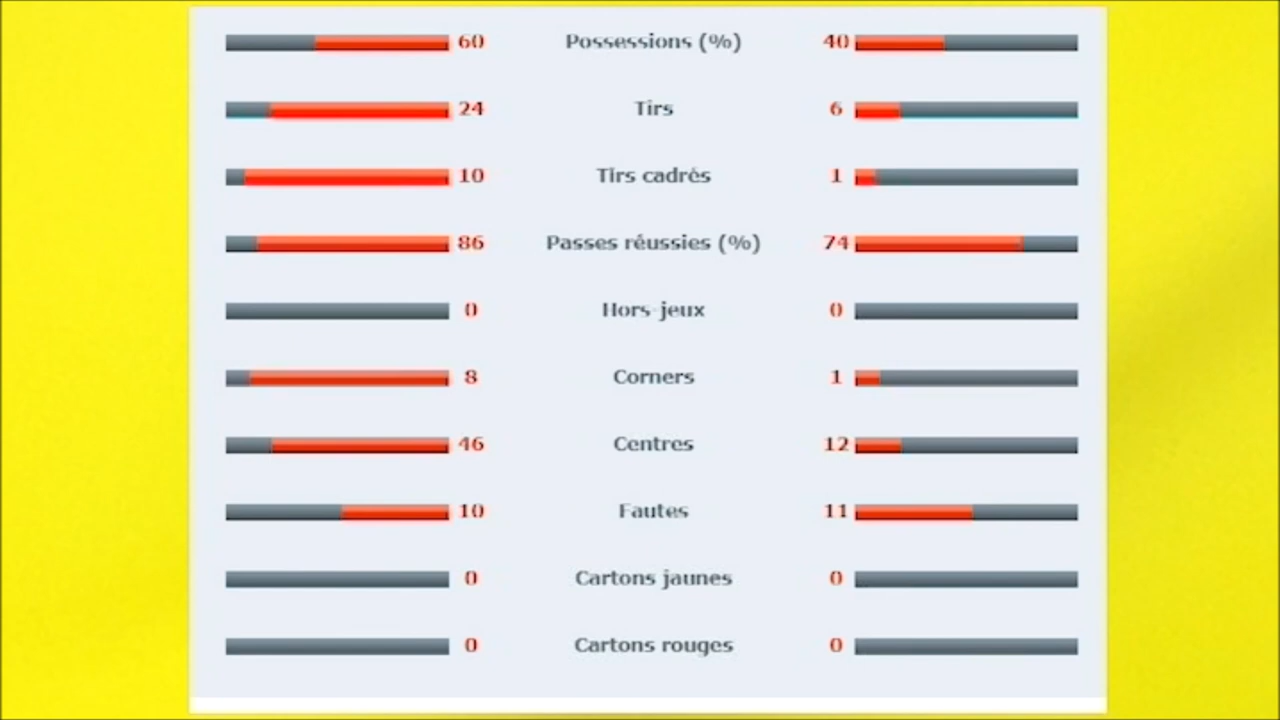 60 Possessions (%) 40
24 Tirs 6
10 Tirs cadrés 1
86 Passes réussies (%) 74
0 Hors-jeux 0
8 Corners 1
46 Centres 12
10 Fautes 11
0 Cartons jaunes 0
0 Cartons rouges 0